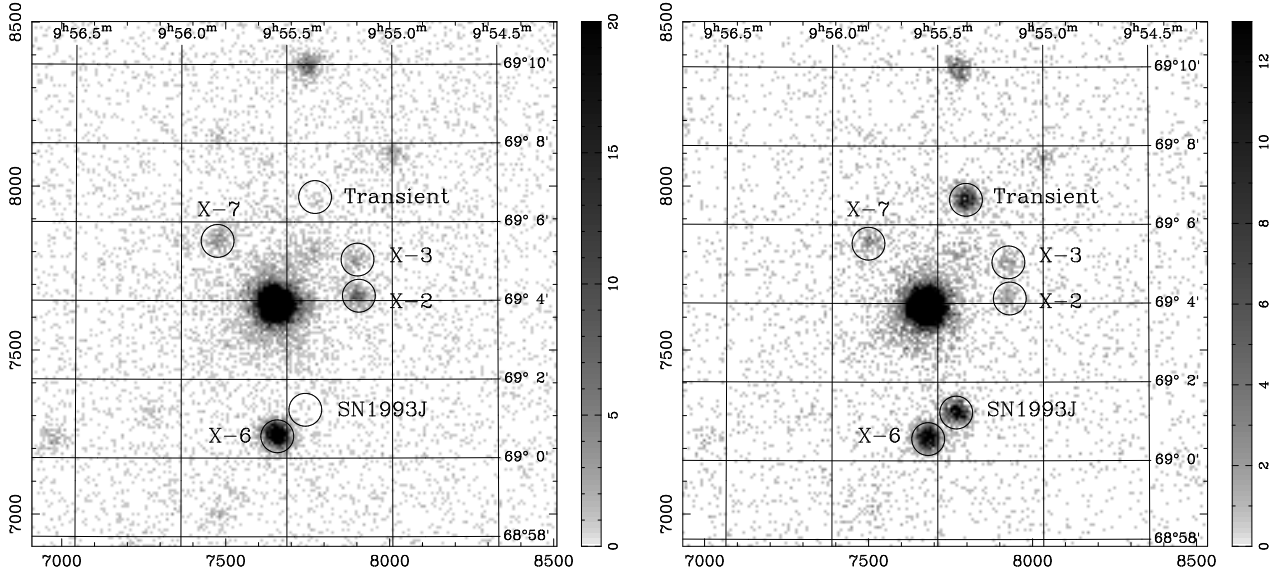 9h56.5m 9h56.0m 9h55.5m 9h55.0m 9h54.5m
8500
69°10'
69° 8'
8000
Transient
X-7
69° 6'
X-3
X-2
69° 4'
7500
69° 2'
SN1993J
X-6
69° 0'
7000
68°58'
7000 7500 8000 8500
20
15
10
5
0
9h56.5m 9h56.0m 9h55.5m 9h55.0m 9h54.5m
8500
69°10'
69° 8'
8000
Transient
X-7
69° 6'
X-3
X-2
69° 4'
7500
69° 2'
SN1993J
X-6
69° 0'
7000
68°58'
7000 7500 8000 8500
12
10
8
6
4
2
0